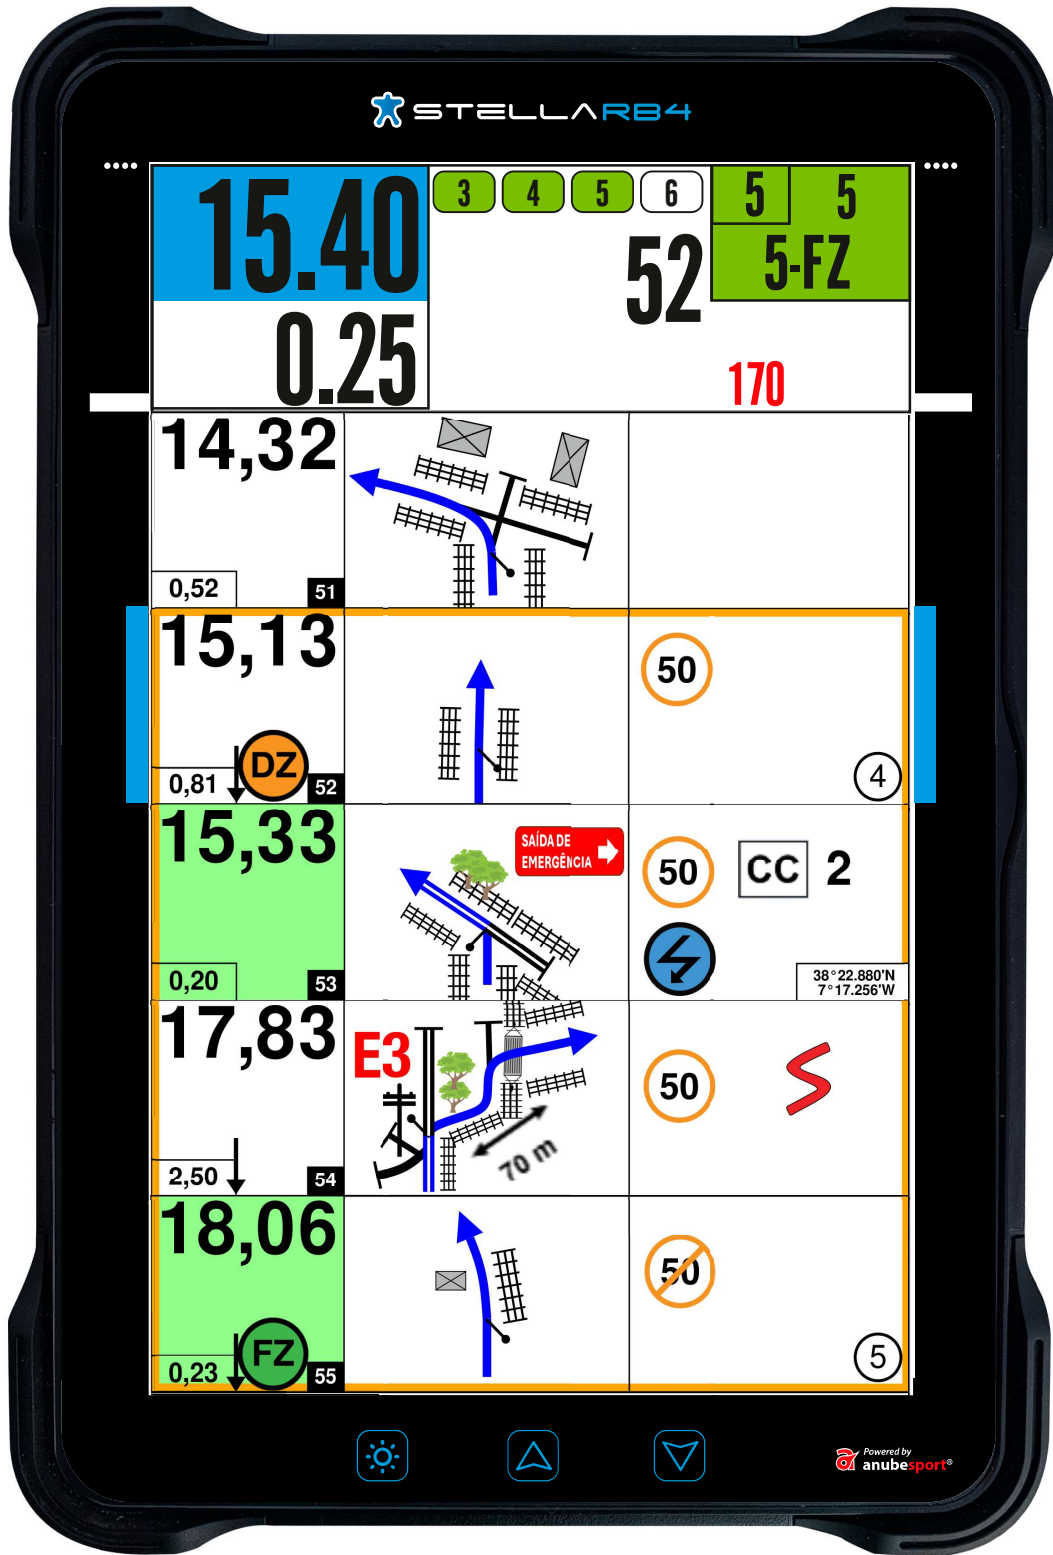 STELLARB4
15.40
3 4 5 6
5 5
5-FZ
52
0.25
170
14,32
0,52
51
15,13
0,81
DZ
52
50
4
15,33
0,20
53
SAÍDA DE
EMERGÊNCIA
50
CC
2
38°22.880'N
7°17.256'W
17,83
2,50
54
E3
70 m
50
18,06
0,23
FZ
55
50
5
Powered by
anubesport®